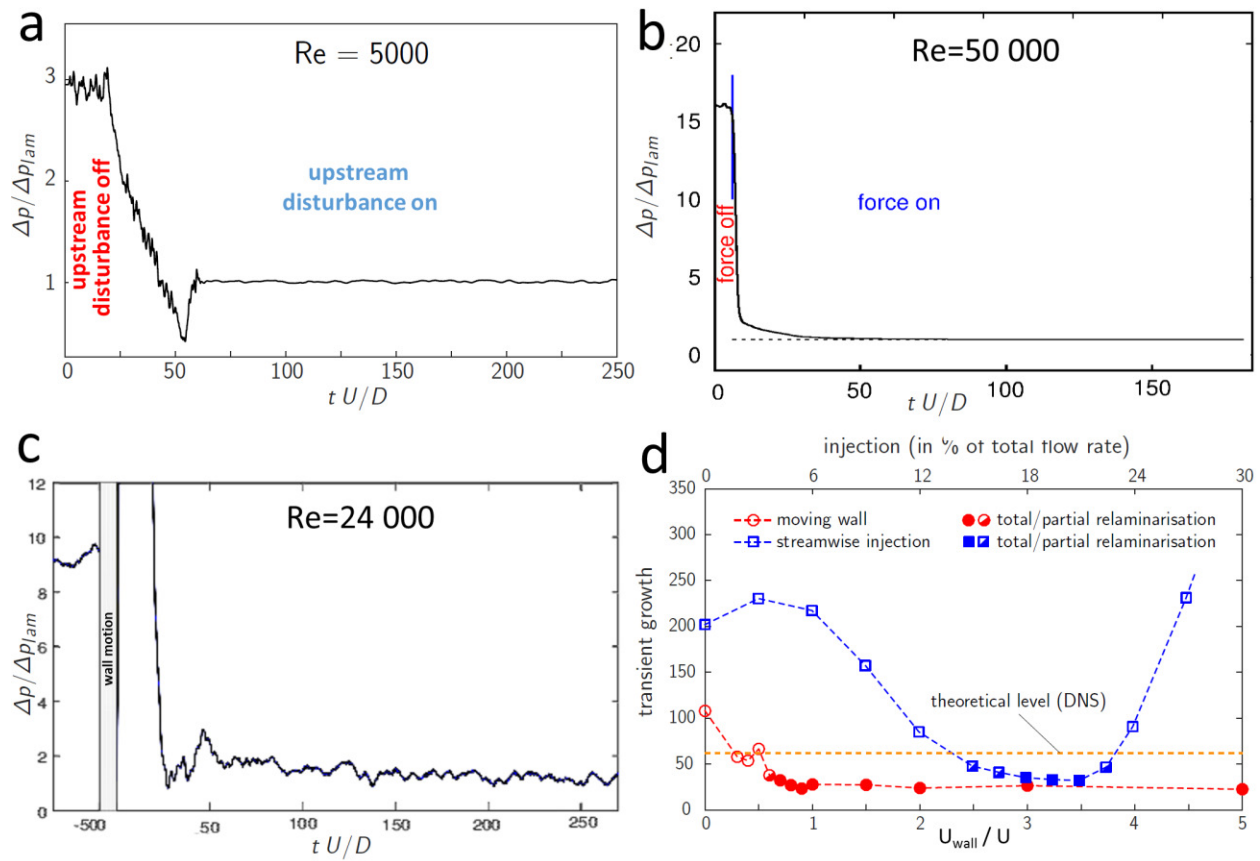 a
Re = 5000
3
2
1
Δp/Δp_lam
upstream
disturbance off
upstream
disturbance on
0 50 100 150 200 250
t U/D
b
Re=50 000
20
15
10
5
0
Δp/Δp_lam
force off
force on
50 100 150
t U/D
c
Re=24 000
12
10
8
6
4
2
0
Δp/Δp_lam
wall motion
-500 50 100 150 200 250
t U/D
d
injection (in % of total flow rate)
0 6 12 18 24 30
350
300
250
200
150
100
50
0
transient growth
moving wall
total/partial relaminarisation
streamwise injection
total/partial relaminarisation
theoretical level (DNS)
0 1 2 3 4 5
U_wall / U